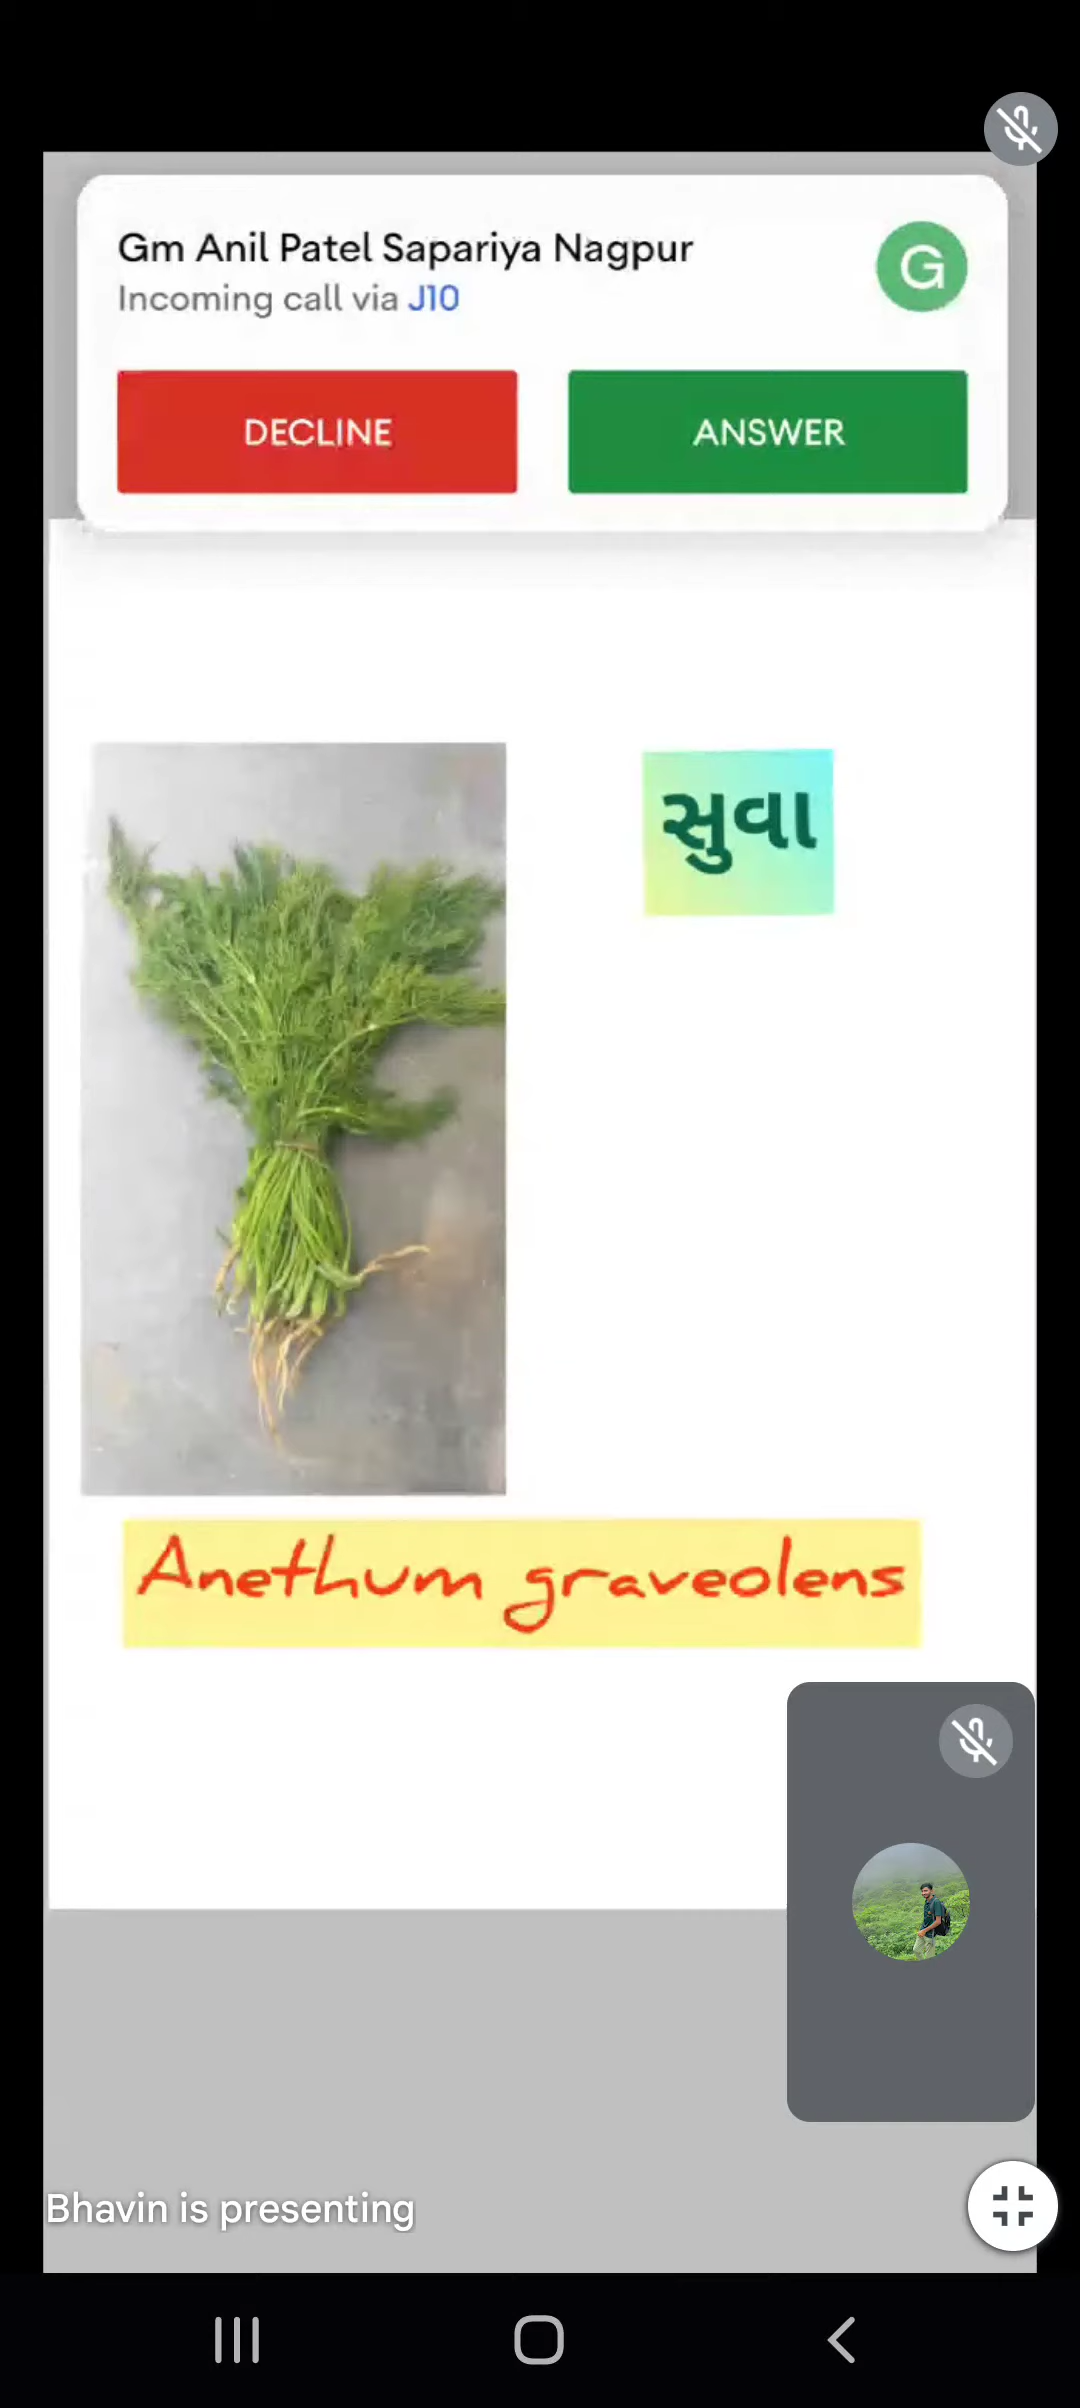 Gm Anil Patel Sapariya Nagpur
G
Incoming call via J10
DECLINE
ANSWER
સુવા
Anethum graveolens
Bhavin is presenting